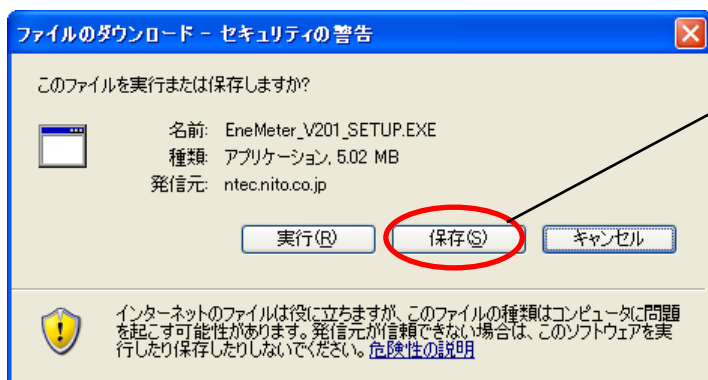 ファイルのダウンロード - セキュリティの警告
このファイルを実行または保存しますか?
名前: EneMeter_V201_SETUP.EXE
種類: アプリケーション, 5.02 MB
発信元: ntec.nito.co.jp
実行(R) 保存(S) キャンセル
インターネットのファイルは役に立ちますが、このファイルの種類はコンピュータに問題
を起こす可能性があります。発信元が信頼できない場合は、このソフトウェアを実
行したり保存したりしないでください。危険性の説明